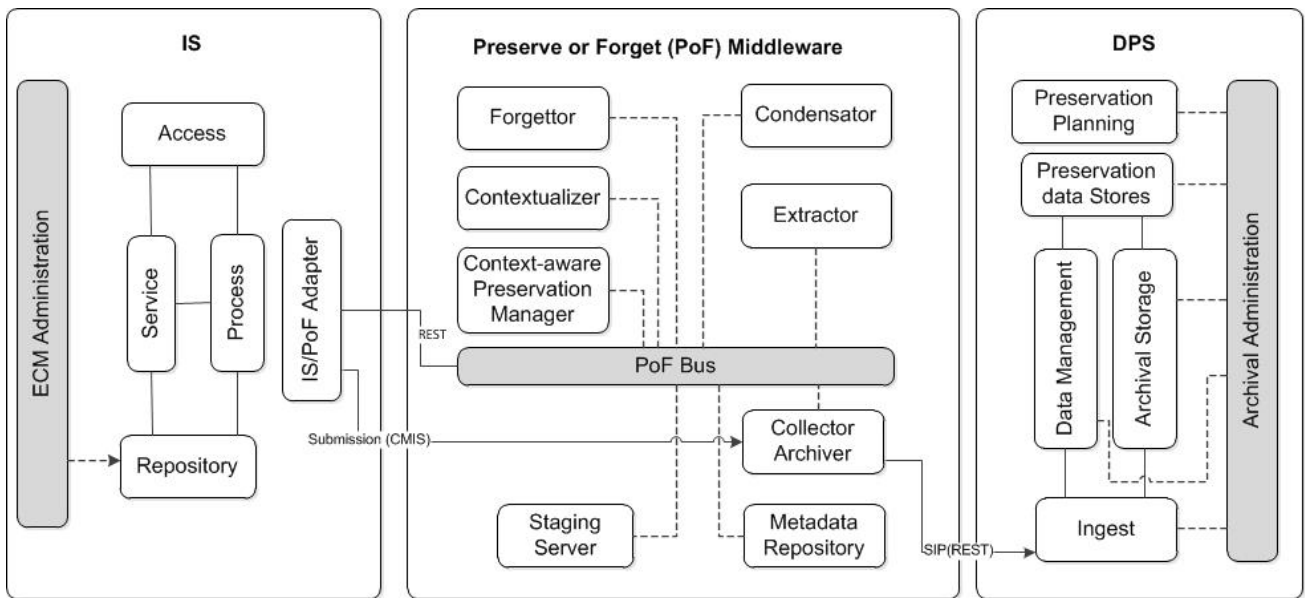 IS
ECM Administration
Access
Service
Process
Repository
IS/PoF Adapter
REST
Submission (CMIS)
Preserve or Forget (PoF) Middleware
Forgettor
Condensator
Contextualizer
Extractor
Context-aware
Preservation
Manager
PoF Bus
Collector
Archiver
Staging
Server
Metadata
Repository
SIP(REST)
DPS
Preservation
Planning
Preservation
data Stores
Data Management
Archival Storage
Ingest
Archival Administration